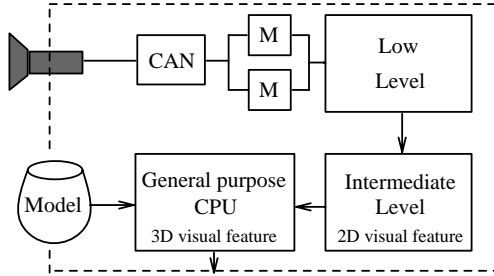 M
CAN
M
Low
Level
Model
General purpose
CPU
3D visual feature
Intermediate
Level
2D visual feature